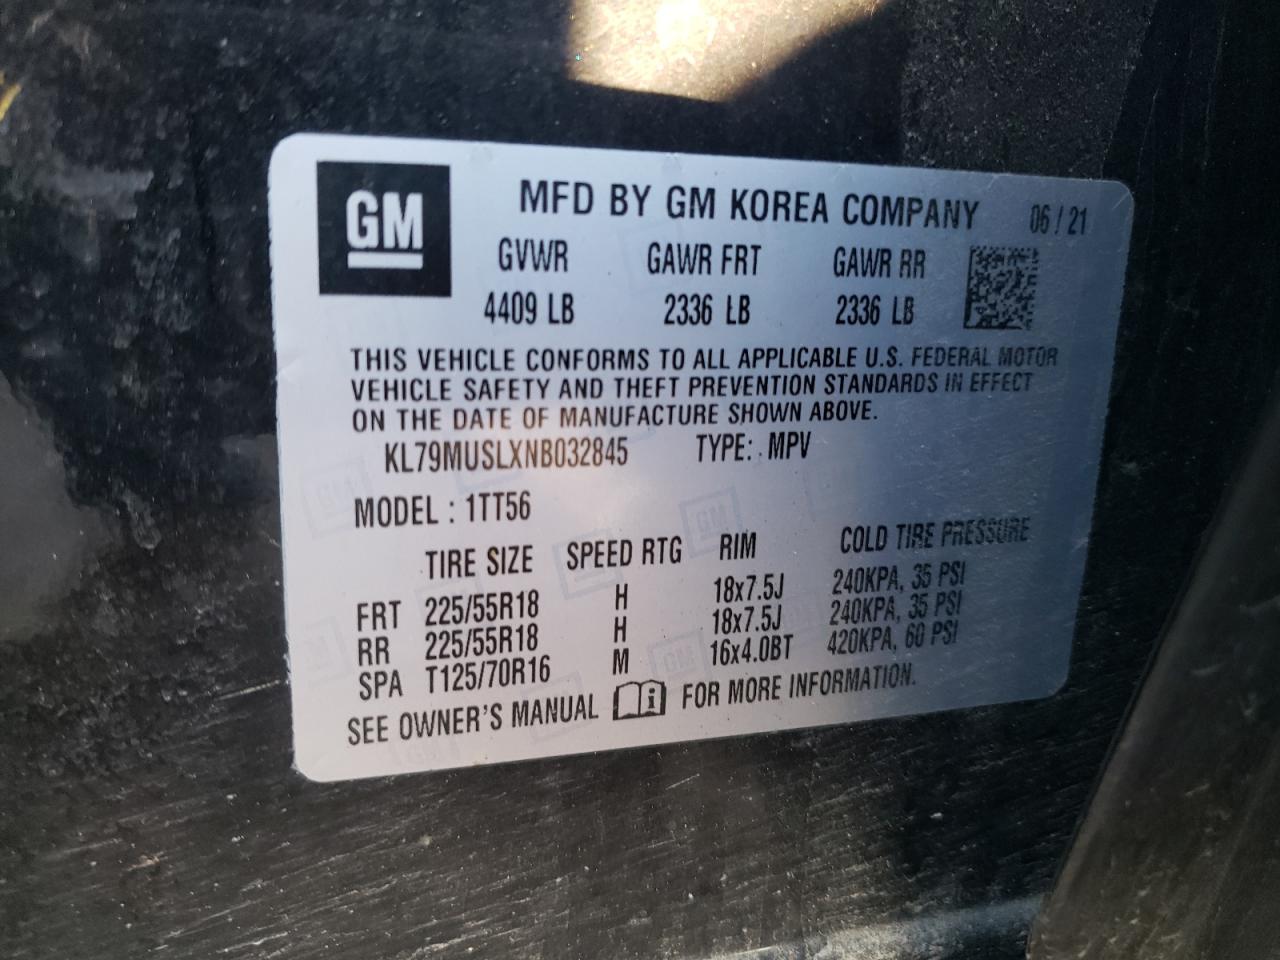 GM
MFD BY GM KOREA COMPANY 06/21
GVWR GAWR FRT GAWR RR
4409 LB 2336 LB 2336 LB
THIS VEHICLE CONFORMS TO ALL APPLICABLE U.S. FEDERAL MOTOR
VEHICLE SAFETY AND THEFT PREVENTION STANDARDS IN EFFECT
ON THE DATE OF MANUFACTURE SHOWN ABOVE.
KL79MUSLXNB032845 TYPE: MPV
MODEL : 1TT56
TIRE SIZE SPEED RTG RIM COLD TIRE PRESSURE
FRT 225/55R18 H 18x7.5J 240KPA, 35 PSI
RR 225/55R18 H 18x7.5J 240KPA, 35 PSI
SPA T125/70R16 M 16x4.0BT 420KPA, 60 PSI
SEE OWNER'S MANUAL i FOR MORE INFORMATION.